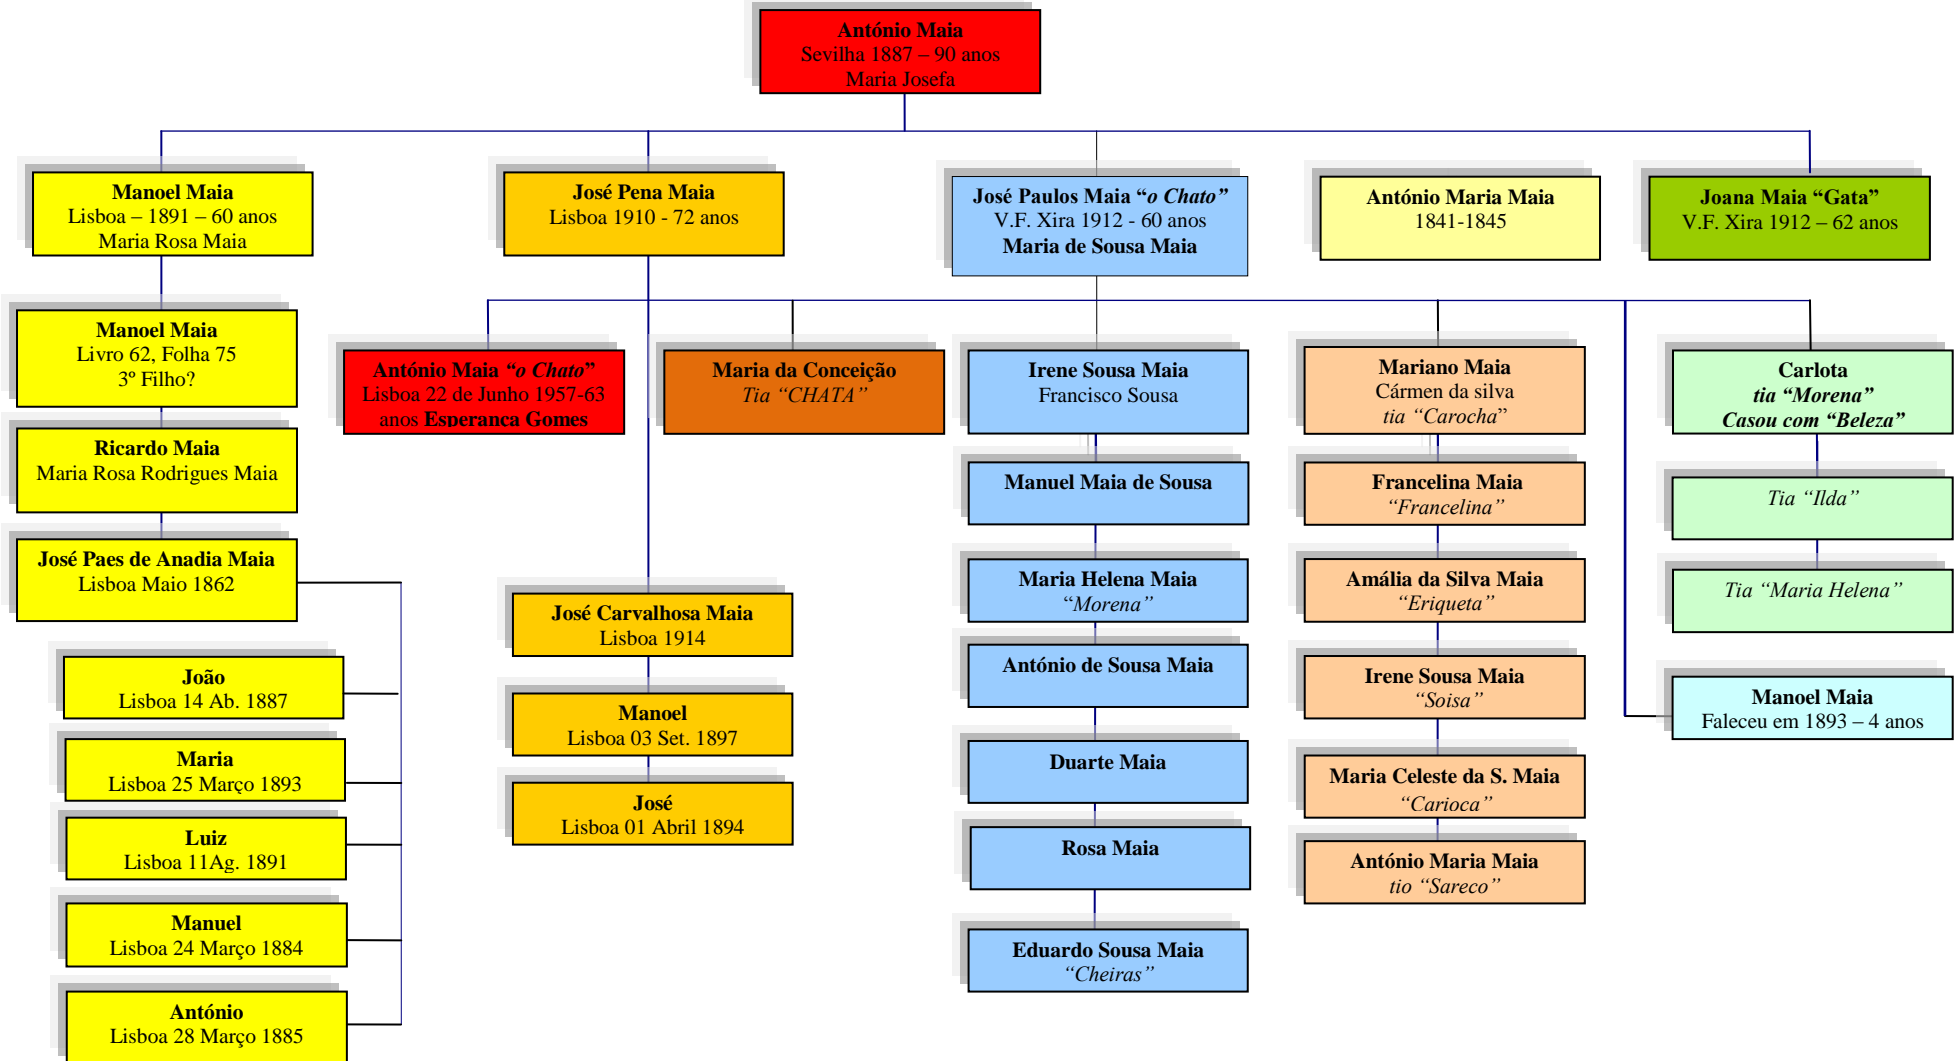 António Maia
Sevilha 1887 – 90 anos
Maria Josefa
Manoel Maia
Lisboa – 1891 – 60 anos
Maria Rosa Maia
José Pena Maia
Lisboa 1910 - 72 anos
José Paulos Maia “o Chato”
V.F. Xira 1912 - 60 anos
Maria de Sousa Maia
António Maria Maia
1841-1845
Joana Maia “Gata”
V.F. Xira 1912 – 62 anos
Manoel Maia
Livro 62, Folha 75
3º Filho?
Ricardo Maia
Maria Rosa Rodrigues Maia
José Paes de Anadia Maia
Lisboa Maio 1862
João
Lisboa 14 Ab. 1887
Maria
Lisboa 25 Março 1893
Luiz
Lisboa 11Ag. 1891
Manuel
Lisboa 24 Março 1884
António
Lisboa 28 Março 1885
António Maia “o Chato”
Lisboa 22 de Junho 1957-63
anos Esperança Gomes
José Carvalhosa Maia
Lisboa 1914
Manoel
Lisboa 03 Set. 1897
José
Lisboa 01 Abril 1894
Maria da Conceição
Tia “CHATA”
Irene Sousa Maia
Francisco Sousa
Manuel Maia de Sousa
Maria Helena Maia
“Morena”
António de Sousa Maia
Duarte Maia
Rosa Maia
Eduardo Sousa Maia
“Cheiras”
Mariano Maia
Cármen da silva
tia “Carocha”
Francelina Maia
“Francelina”
Amália da Silva Maia
“Eriqueta”
Irene Sousa Maia
“Soisa”
Maria Celeste da S. Maia
“Carioca”
António Maria Maia
tio “Sareco”
Carlota
tia “Morena”
Casou com “Beleza”
Tia “Ilda”
Tia “Maria Helena”
Manoel Maia
Faleceu em 1893 – 4 anos